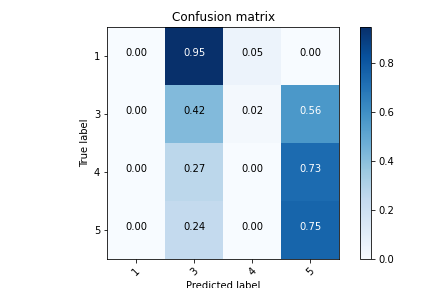 Confusion matrix
True label
1 0.00 0.95 0.05 0.00
3 0.00 0.42 0.02 0.56
4 0.00 0.27 0.00 0.73
5 0.00 0.24 0.00 0.75
1 3 4 5
Predicted label
0.8
0.6
0.4
0.2
0.0